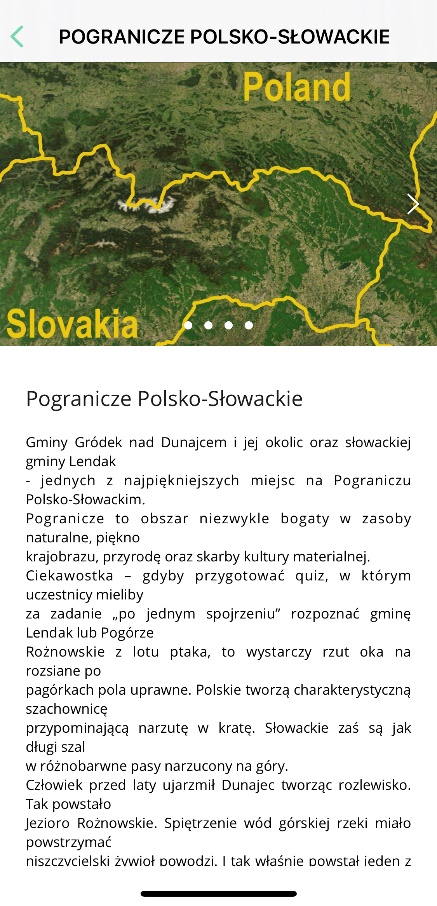 POGRANICZE POLSKO-SŁOWACKIE
Poland
Slovakia
Pogranicze Polsko-Słowackie
Gminy Gródek nad Dunajcem i jej okolic oraz słowackiej
gminy Lendak
- jednych z najpiękniejszych miejsc na Pograniczu
Polsko-Słowackim.
Pogranicze to obszar niezwykle bogaty w zasoby
naturalne, piękno
krajobrazu, przyrodę oraz skarby kultury materialnej.
Ciekawostka – gdyby przygotować quiz, w którym
uczestnicy mieliby
za zadanie „po jednym spojrzeniu” rozpoznać gminę
Lendak lub Pogórze
Rożnowskie z lotu ptaka, to wystarczy rzut oka na
rozsiane po
pagórkach pola uprawne. Polskie tworzą charakterystyczną
szachownicę
przypominającą narzutę w kratę. Słowackie zaś są jak
długi szal
w różnobarwne pasy narzucony na góry.
Człowiek przed laty ujarzmił Dunajec tworząc rozlewisko.
Tak powstało
Jezioro Rożnowskie. Spiętrzenie wód górskiej rzeki miało
powstrzymać
niszczycielski żywioł powodzi. I tak właśnie powstał jeden z